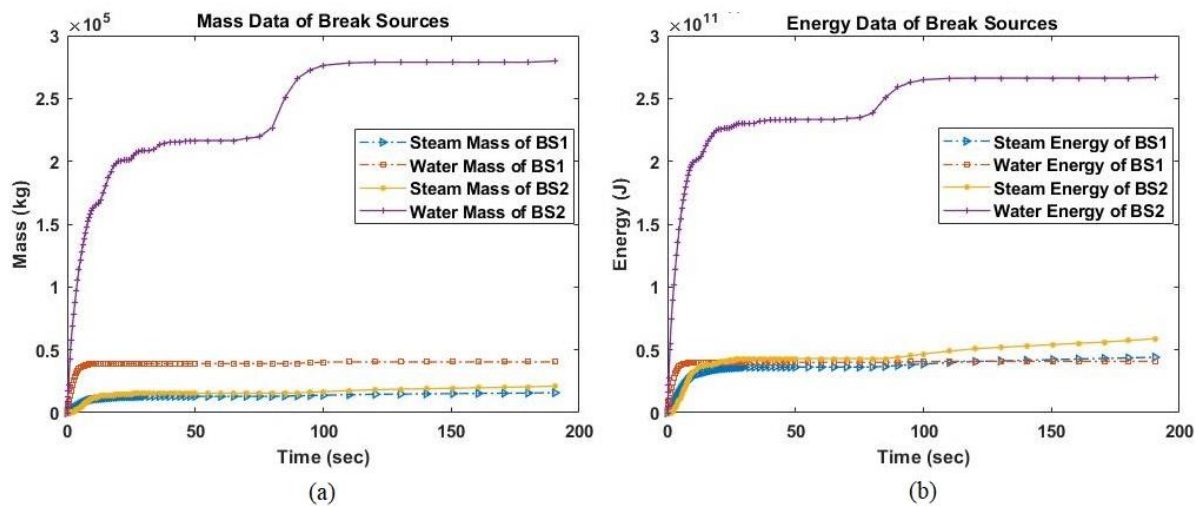 Mass Data of Break Sources
×10⁵
3
2.5
2
1.5
1
0.5
0
Mass (kg)
0 50 100 150 200
Time (sec)
Steam Mass of BS1
Water Mass of BS1
Steam Mass of BS2
Water Mass of BS2
(a)
Energy Data of Break Sources
×10¹¹
3
2.5
2
1.5
1
0.5
0
Energy (J)
0 50 100 150 200
Time (sec)
Steam Energy of BS1
Water Energy of BS1
Steam Energy of BS2
Water Energy of BS2
(b)